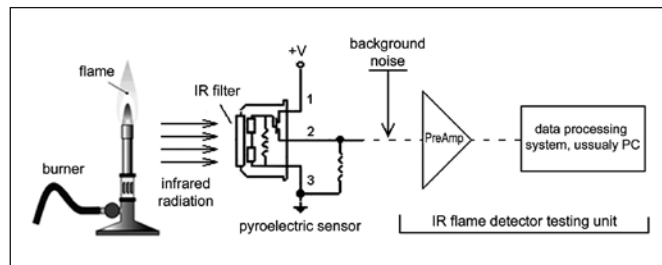 flame
burner
infrared
radiation
IR filter
+V
1
2
3
pyroelectric sensor
background
noise
PreAmp
data processing
system, ussualy PC
IR flame detector testing unit